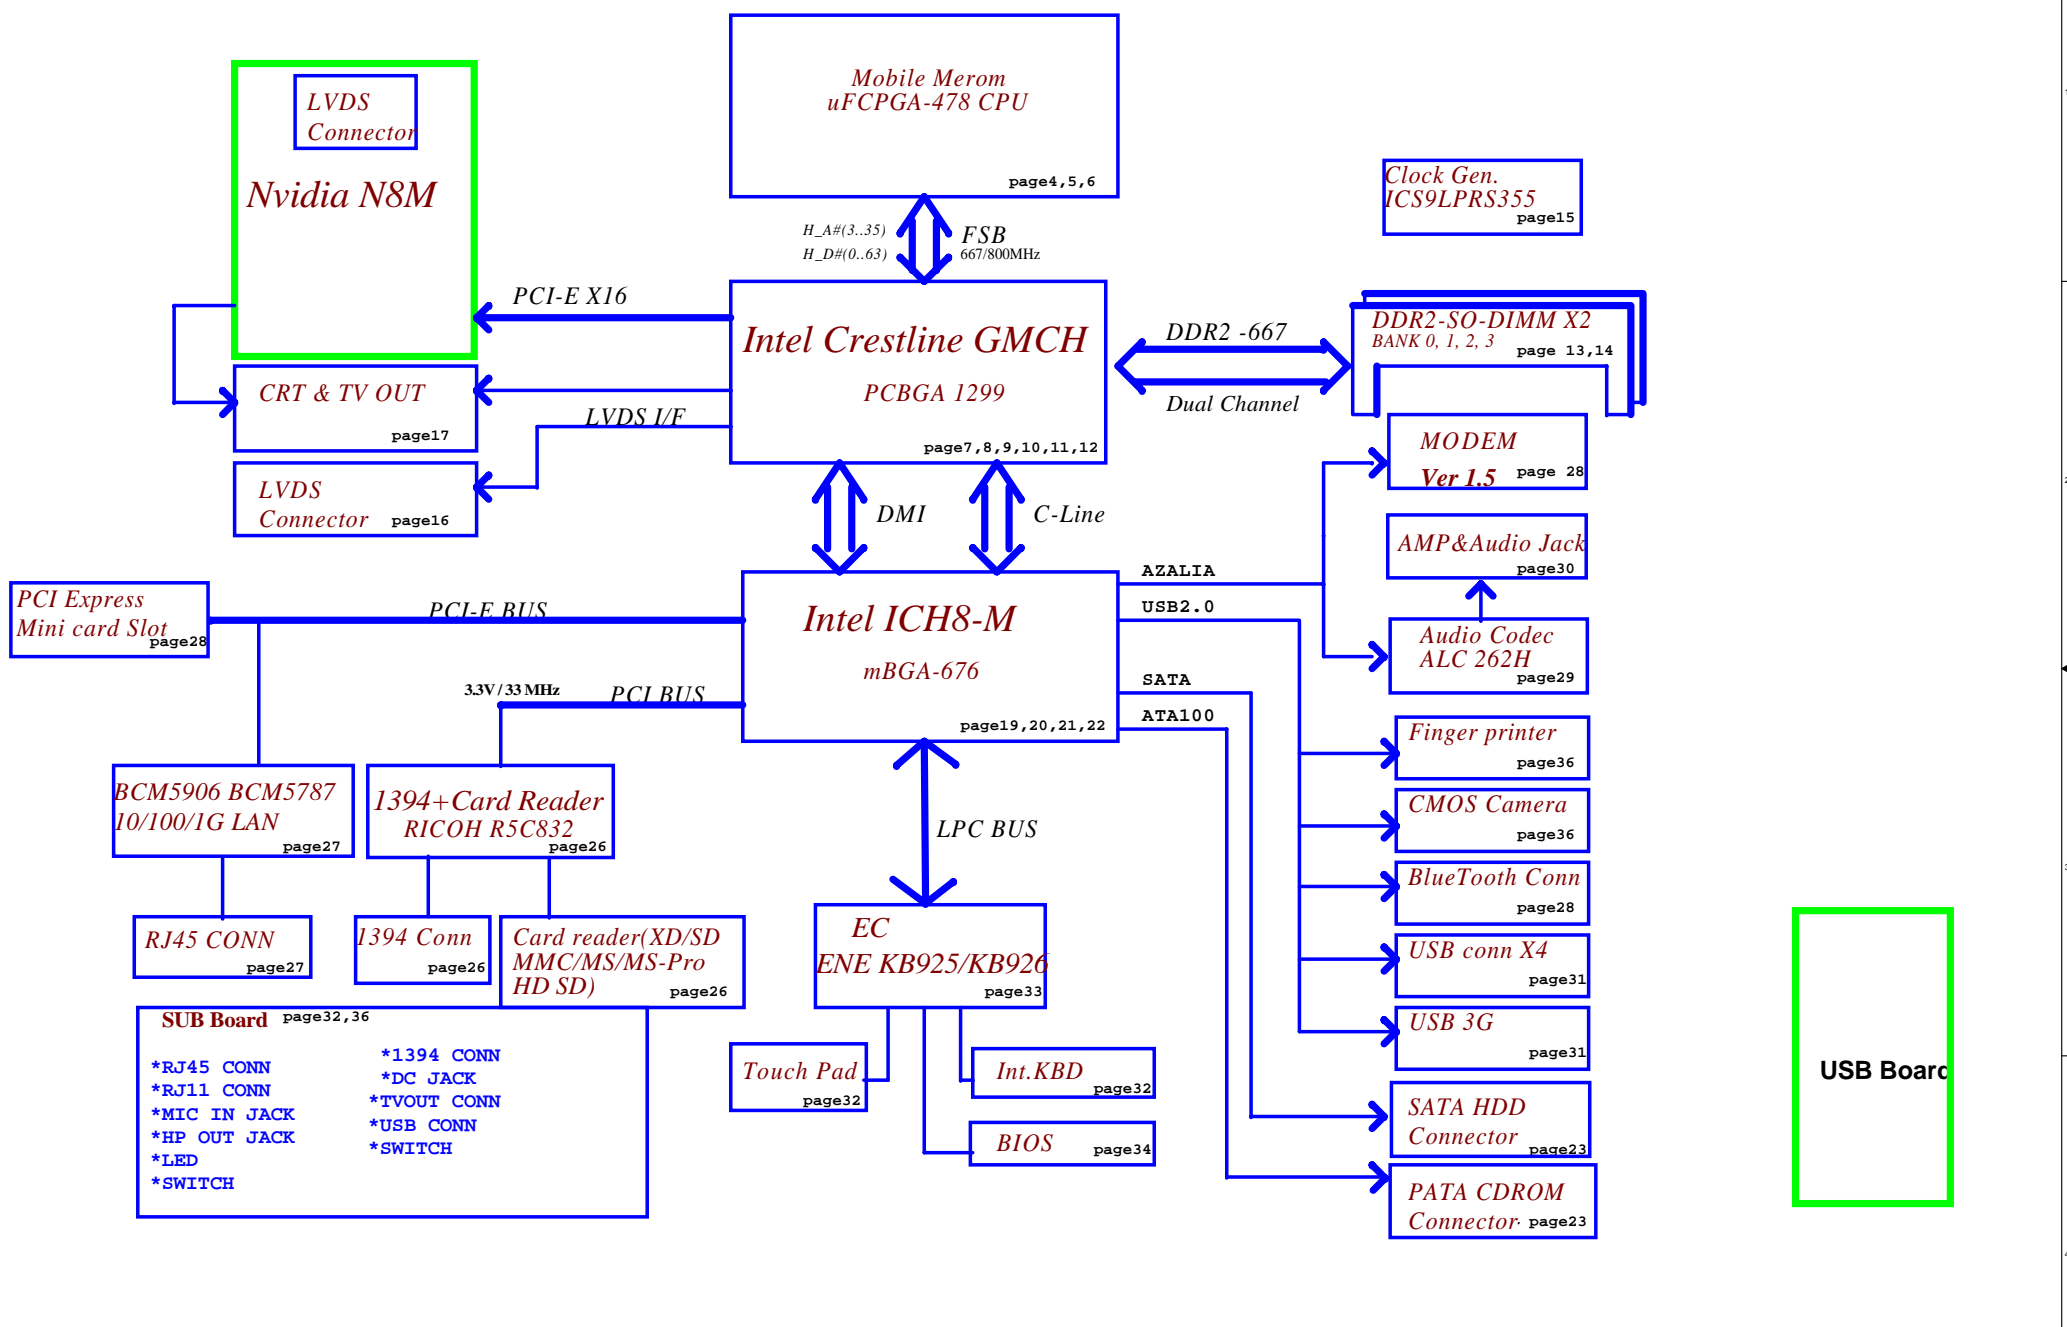 Mobile Merom
uFCPGA-478 CPU
page4,5,6
LVDS
Connector
Nvidia N8M
Clock Gen.
ICS9LPRS355
page15
H_A#(3..35)
H_D#(0..63)
FSB
667/800MHz
PCI-E X16
Intel Crestline GMCH
PCBGA 1299
page7,8,9,10,11,12
DDR2 -667
Dual Channel
DDR2-SO-DIMM X2
BANK 0, 1, 2, 3
page 13,14
CRT & TV OUT
page17
LVDS I/F
LVDS
Connector
page16
MODEM
Ver 1.5
page 28
DMI
C-Line
AMP&Audio Jack
page30
AZALIA
USB2.0
SATA
ATA100
PCI Express
Mini card Slot
page28
PCI-E BUS
Intel ICH8-M
mBGA-676
page19,20,21,22
Audio Codec
ALC 262H
page29
3.3V / 33 MHz
PCI BUS
Finger printer
page36
CMOS Camera
page36
BlueTooth Conn
page28
USB conn X4
page31
USB 3G
page31
SATA HDD
Connector
page23
PATA CDROM
Connector
page23
BCM5906 BCM5787
10/100/1G LAN
page27
1394+Card Reader
RICOH R5C832
page26
LPC BUS
RJ45 CONN
page27
1394 Conn
page26
Card reader(XD/SD
MMC/MS/MS-Pro
HD SD)
page26
EC
ENE KB925/KB926
page33
Touch Pad
page32
Int.KBD
page32
BIOS
page34
SUB Board
page32,36
*RJ45 CONN
*RJ11 CONN
*MIC IN JACK
*HP OUT JACK
*LED
*SWITCH
*1394 CONN
*DC JACK
*TVOUT CONN
*USB CONN
*SWITCH
USB Board